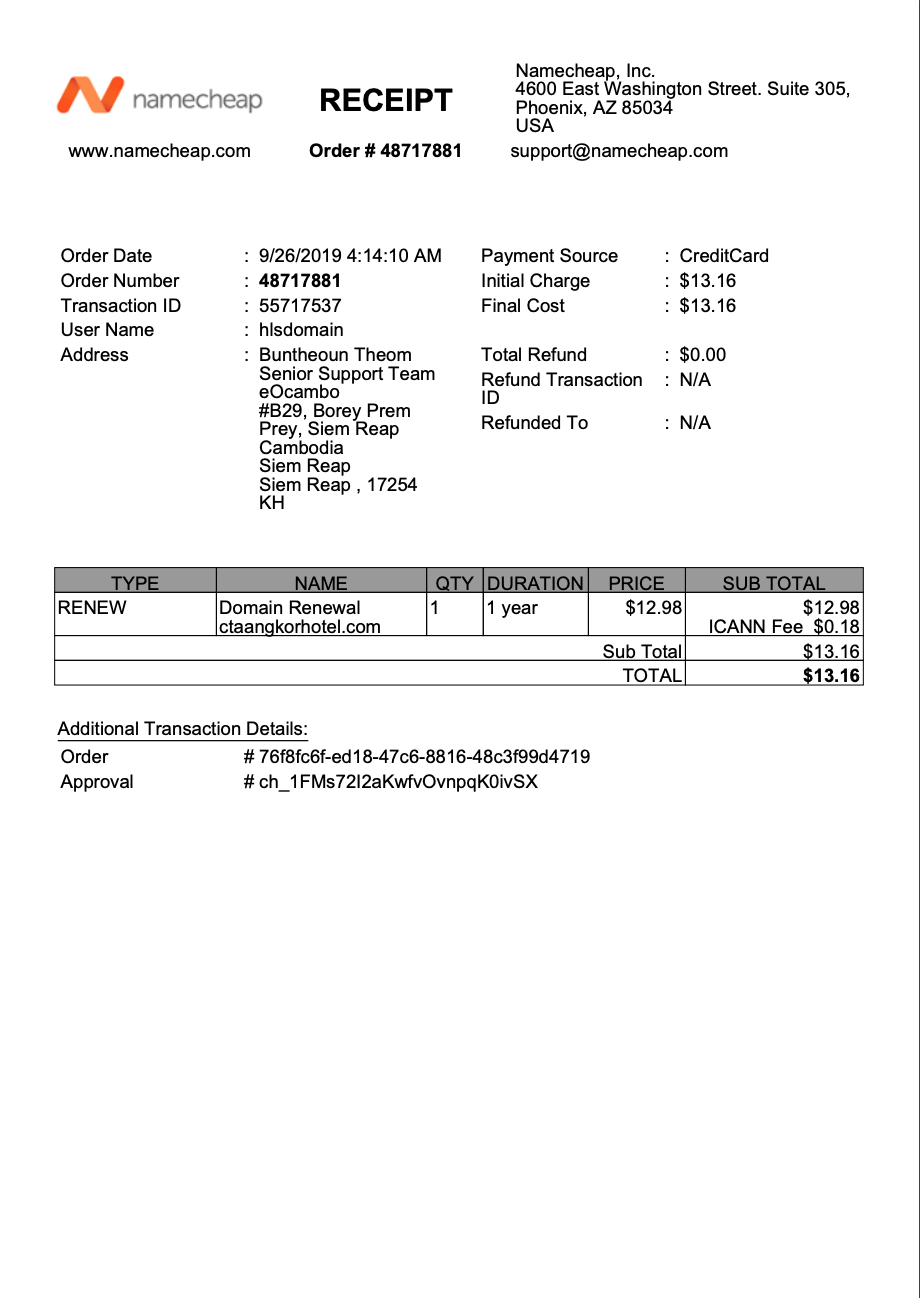 namecheap
RECEIPT
Namecheap, Inc.
4600 East Washington Street. Suite 305,
Phoenix, AZ 85034
USA
www.namecheap.com
Order # 48717881
support@namecheap.com
Order Date : 9/26/2019 4:14:10 AM
Order Number : 48717881
Transaction ID : 55717537
User Name : hlsdomain
Address : Buntheoun Theom
Senior Support Team
eOcambo
#B29, Borey Prem
Prey, Siem Reap
Cambodia
Siem Reap
Siem Reap , 17254
KH
Payment Source : CreditCard
Initial Charge : $13.16
Final Cost : $13.16
Total Refund : $0.00
Refund Transaction : N/A
ID
Refunded To : N/A
TYPE NAME QTY DURATION PRICE SUB TOTAL
RENEW Domain Renewal 1 1 year $12.98 $12.98
ctaangkorhotel.com ICANN Fee $0.18
Sub Total $13.16
TOTAL $13.16
Additional Transaction Details:
Order # 76f8fc6f-ed18-47c6-8816-48c3f99d4719
Approval # ch_1FMs72I2aKwfvOvnpqK0ivSX